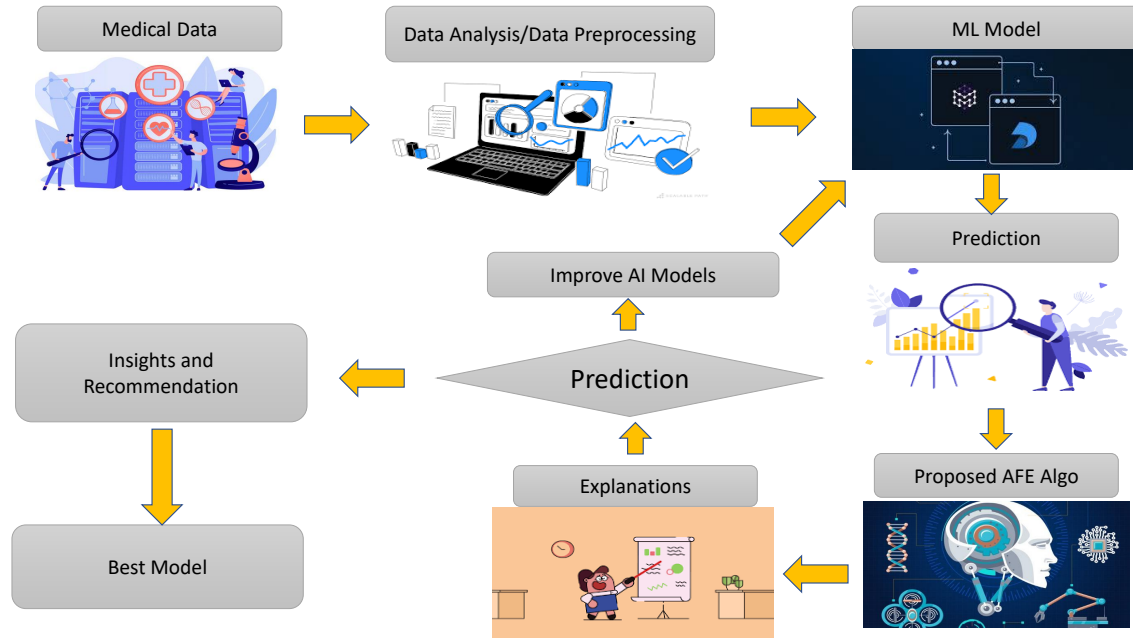 Medical Data
Data Analysis/Data Preprocessing
ML Model
Prediction
Improve AI Models
Insights and
Recommendation
Prediction
Explanations
Proposed AFE Algo
Best Model